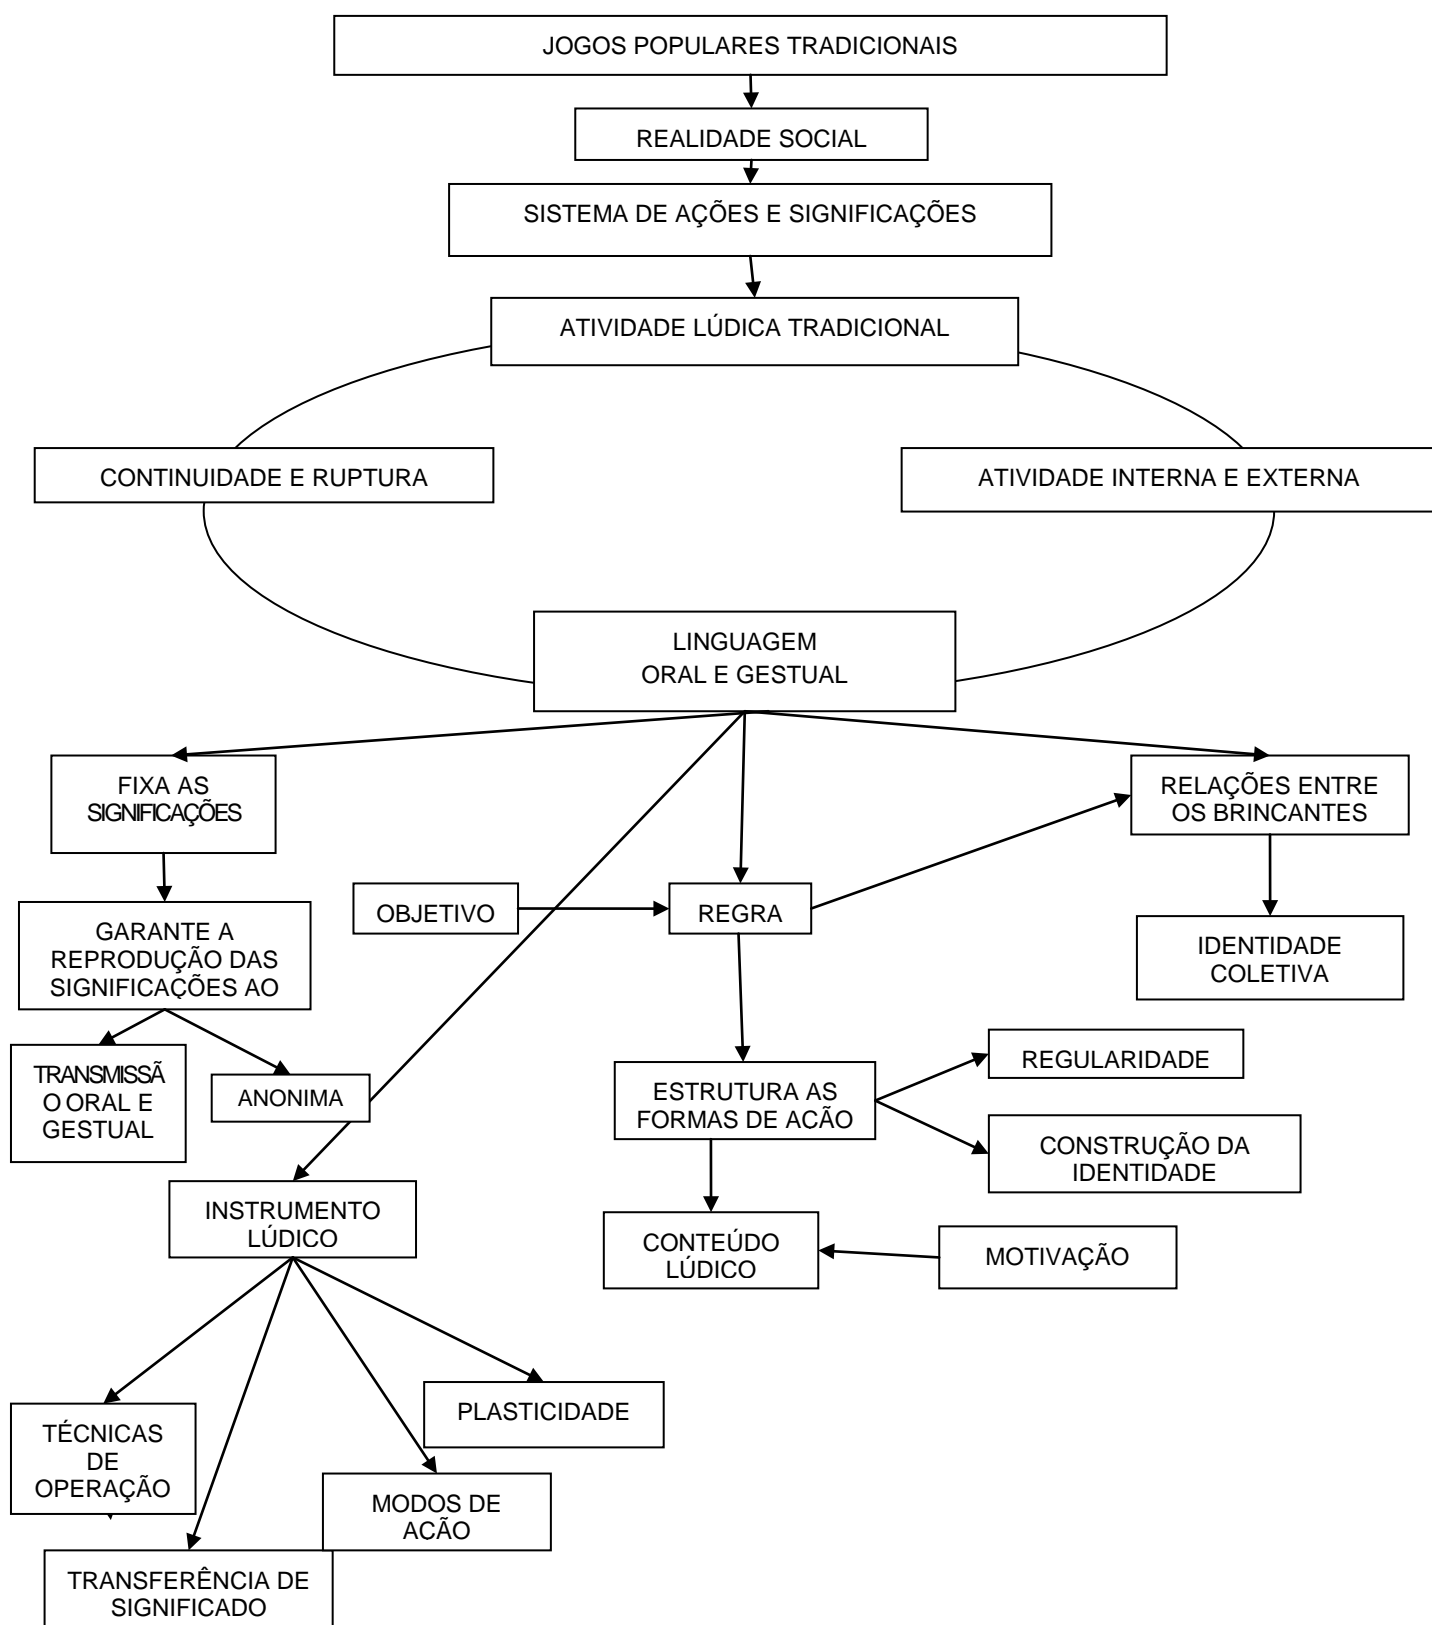 JOGOS POPULARES TRADICIONAIS
REALIDADE SOCIAL
SISTEMA DE AÇÕES E SIGNIFICAÇÕES
ATIVIDADE LÚDICA TRADICIONAL
CONTINUIDADE E RUPTURA
ATIVIDADE INTERNA E EXTERNA
LINGUAGEM
ORAL E GESTUAL
FIXA AS
SIGNIFICAÇÕES
RELAÇÕES ENTRE
OS BRINCANTES
OBJETIVO
REGRA
GARANTE A
REPRODUÇÃO DAS
SIGNIFICAÇÕES AO
IDENTIDADE
COLETIVA
TRANSMISSÃ
O ORAL E
GESTUAL
ANONIMA
ESTRUTURA AS
FORMAS DE ACÃO
REGULARIDADE
CONSTRUÇÃO DA
IDENTIDADE
INSTRUMENTO
LÚDICO
CONTEÚDO
LÚDICO
MOTIVAÇÃO
PLASTICIDADE
TÉCNICAS
DE
OPERAÇÃO
MODOS DE
ACÃO
TRANSFERÊNCIA DE
SIGNIFICADO